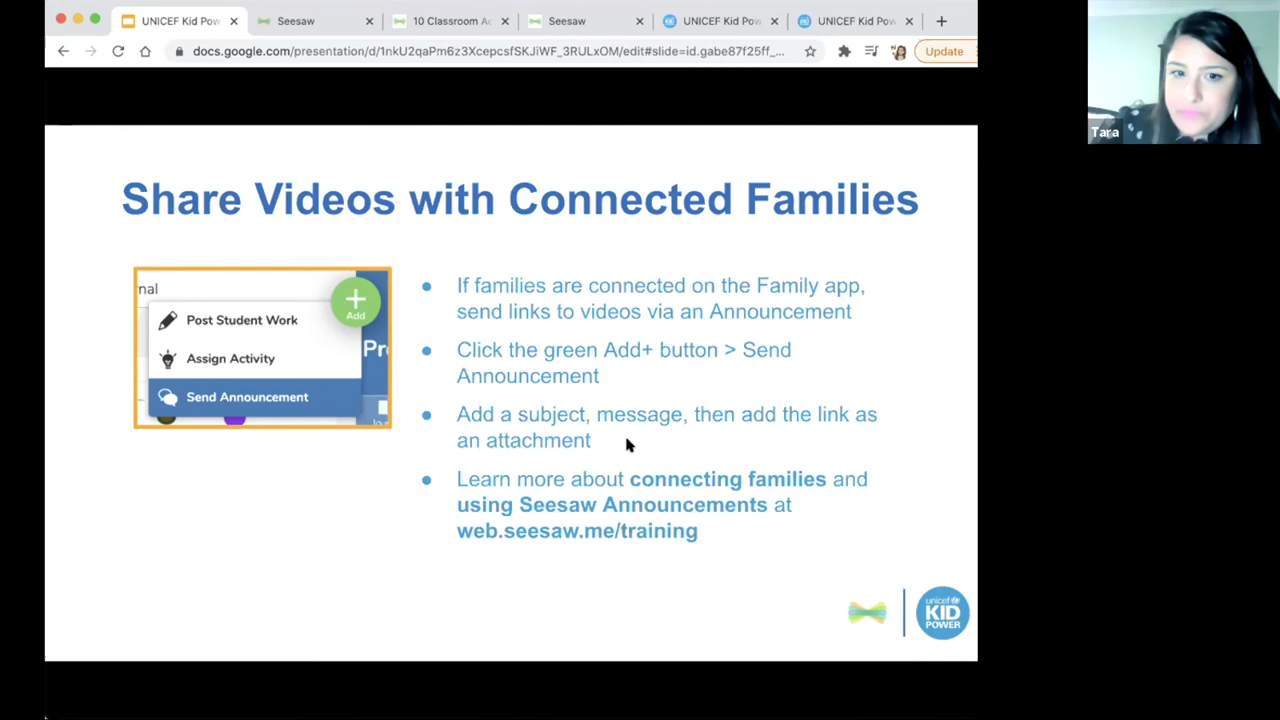 UNICEF Kid Pow
Seesaw
10 Classroom Ac
Seesaw
UNICEF Kid Pow
UNICEF Kid Pow
docs.google.com/presentation/d/1nkU2qaPm6z3XcepcsfSKJiWF_3RULxOM/edit#slide=id.gabe87f25ff_...
Update
Tara
Share Videos with Connected Families
nal
Add
Post Student Work
Assign Activity
Pr
Send Announcement
● If families are connected on the Family app,
send links to videos via an Announcement
● Click the green Add+ button > Send
Announcement
● Add a subject, message, then add the link as
an attachment
● Learn more about connecting families and
using Seesaw Announcements at
web.seesaw.me/training
unicef
KID
POWER